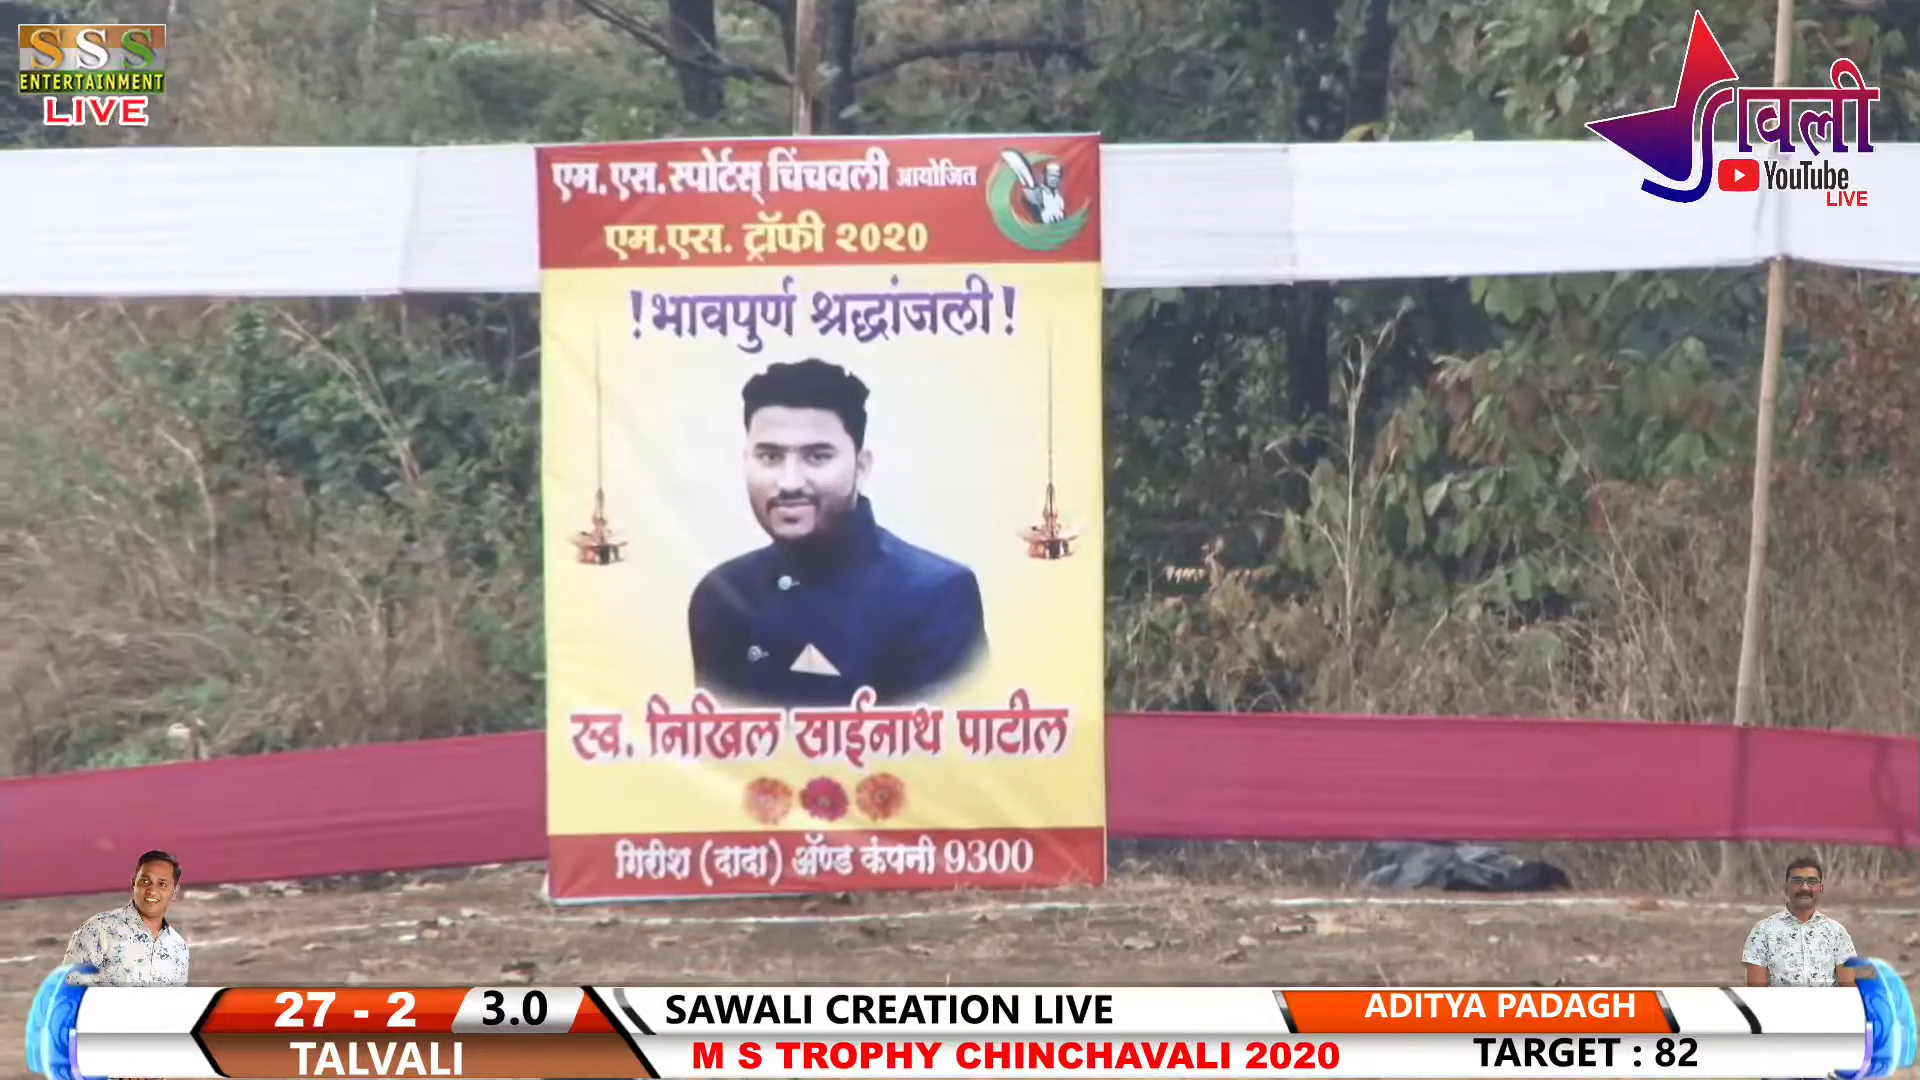 SSS
ENTERTAINMENT
LIVE
सावली
YouTube
LIVE
एम.एस.स्पोर्टस् चिंचवली आयोजित
एम.एस. ट्रॉफी २०२०
!भावपुर्ण श्रद्धांजली!
स्व. निखिल साईनाथ पाटील
गिरीश (दादा) ॲण्ड कंपनी 9300
27 - 2 3.0 SAWALI CREATION LIVE ADITYA PADAGH
TALVALI M S TROPHY CHINCHAVALI 2020 TARGET : 82